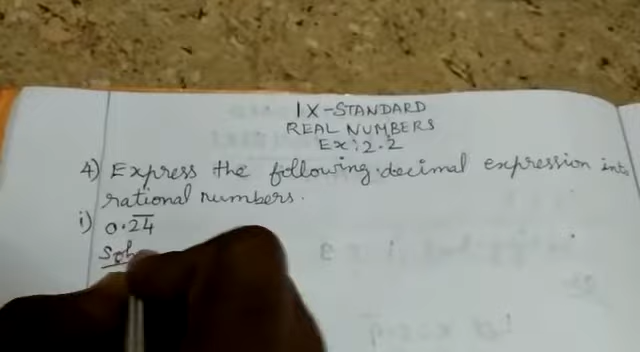 IX-STANDARD
REAL NUMBERS
Ex: 2.2
4) Express the following decimal expression into
rational numbers.
i) 0.2̅4̅
Soln